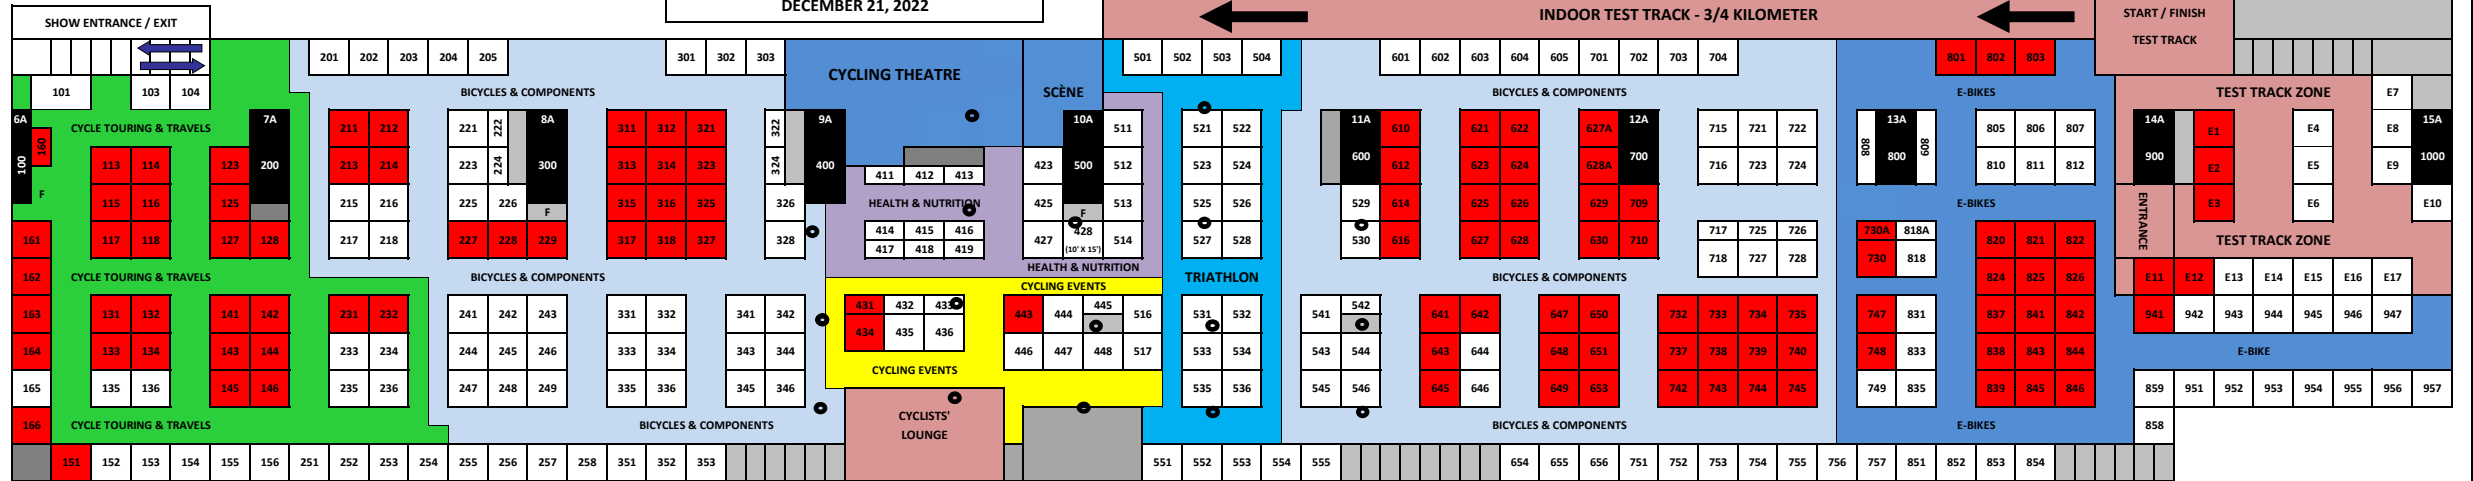 DECEMBER 21, 2022
SHOW ENTRANCE / EXIT
INDOOR TEST TRACK - 3/4 KILOMETER
START / FINISH
TEST TRACK
201 202 203 204 205 301 302 303
CYCLING THEATRE
SCÈNE
501 502 503 504 601 602 603 604 605 701 702 703 704 801 802 803
101 103 104
BICYCLES & COMPONENTS
BICYCLES & COMPONENTS
E-BIKES
TEST TRACK ZONE
E7
6A 7A 8A 9A 10A 11A 12A 13A 14A 15A
CYCLE TOURING & TRAVELS
160 211 212 221 222 311 312 321 322 511 521 522 610 621 622 627A 715 721 722 805 806 807 E1 E4 E8
100 113 114 123 200 213 214 223 224 300 313 314 323 324 400 423 500 512 523 524 600 612 623 624 628A 700 716 723 724 808 800 809 810 811 812 900 E2 E5 E9 1000
411 412 413
F 115 116 125 215 216 225 226 315 316 325 326
HEALTH & NUTRITION
425 513 525 526 529 614 625 626 629 709
E-BIKES
ENTRANCE
E3 E6 E10
F F
161 117 118 127 128 217 218 227 228 229 317 318 327 328 414 415 416 427 428 514 527 528 530 616 627 628 630 710 717 725 726 730A 818A 820 821 822
TEST TRACK ZONE
417 418 419 (10' X 15') 718 727 728 730 818
HEALTH & NUTRITION
162
CYCLE TOURING & TRAVELS
BICYCLES & COMPONENTS
CYCLING EVENTS
TRIATHLON
BICYCLES & COMPONENTS
824 825 826 E11 E12 E13 E14 E15 E16 E17
163 131 132 141 142 231 232 241 242 243 331 332 341 342 431 432 433 443 444 445 516 531 532 541 542 641 642 647 650 732 733 734 735 747 831 837 841 842 941 942 943 944 945 946 947
434 435 436
164 133 134 143 144 233 234 244 245 246 333 334 343 344 446 447 448 517 533 534 543 544 643 644 648 651 737 738 739 740 748 833 838 843 844
E-BIKE
CYCLING EVENTS
165 135 136 145 146 235 236 247 248 249 335 336 345 346 535 536 545 546 645 646 649 653 742 743 744 745 749 835 839 845 846 859 951 952 953 954 955 956 957
CYCLISTS'
LOUNGE
166
CYCLE TOURING & TRAVELS
BICYCLES & COMPONENTS
BICYCLES & COMPONENTS
E-BIKES
858
151 152 153 154 155 156 251 252 253 254 255 256 257 258 351 352 353 551 552 553 554 555 654 655 656 751 752 753 754 755 756 757 851 852 853 854